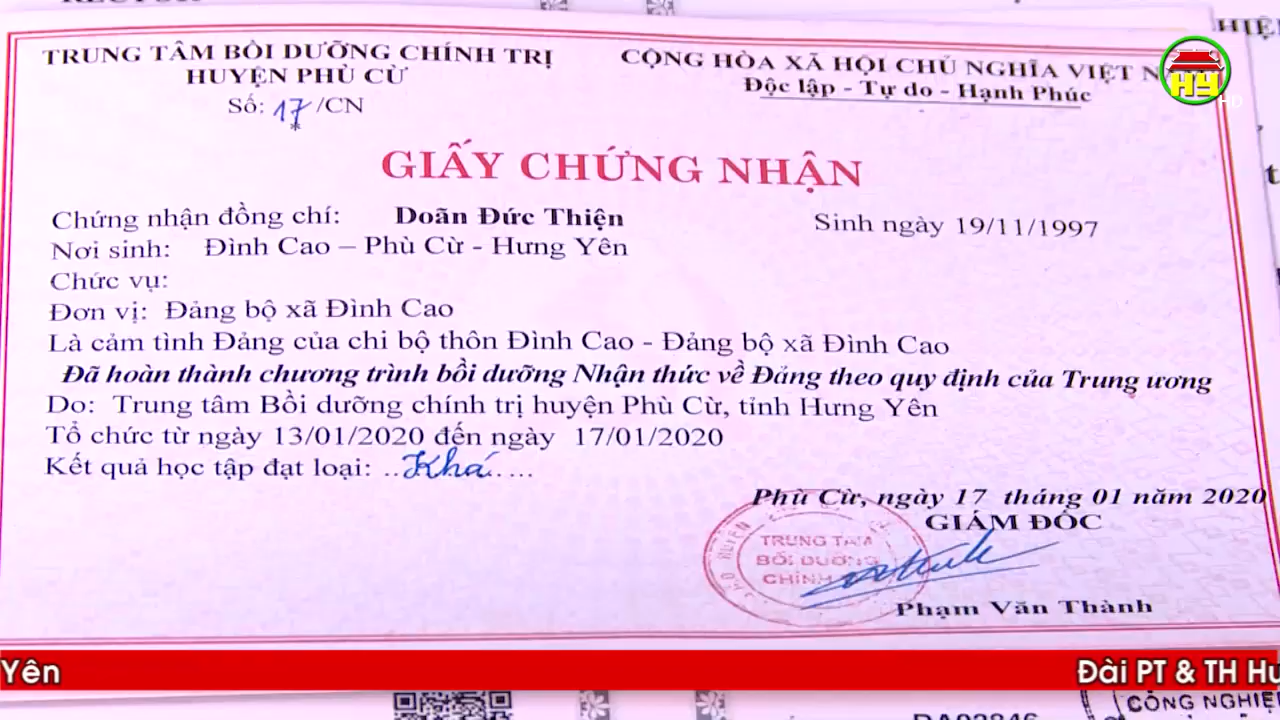 TRUNG TÂM BỒI DƯỠNG CHÍNH TRỊ
HUYỆN PHÙ CỪ
Số: 17 /CN
CỘNG HÒA XÃ HỘI CHỦ NGHĨA VIỆT
Độc lập - Tự do - Hạnh Phúc
HY
HD
GIẤY CHỨNG NHẬN
Chứng nhận đồng chí: Doãn Đức Thiện Sinh ngày 19/11/1997
Nơi sinh: Đình Cao – Phù Cừ - Hưng Yên
Chức vụ:
Đơn vị: Đảng bộ xã Đình Cao
Là cảm tình Đảng của chi bộ thôn Đình Cao - Đảng bộ xã Đình Cao
Đã hoàn thành chương trình bồi dưỡng Nhận thức về Đảng theo quy định của Trung ương
Do: Trung tâm Bồi dưỡng chính trị huyện Phù Cừ, tỉnh Hưng Yên
Tổ chức từ ngày 13/01/2020 đến ngày 17/01/2020
Kết quả học tập đạt loại: ..Khá.....
Phù Cừ, ngày 17 tháng 01 năm 2020
GIÁM ĐỐC
TRUNG TÂM
BỒI DƯỠNG
CHÍNH
Phạm Văn Thành
Yên
Đài PT & TH Hư
CÔNG NGHIỆ